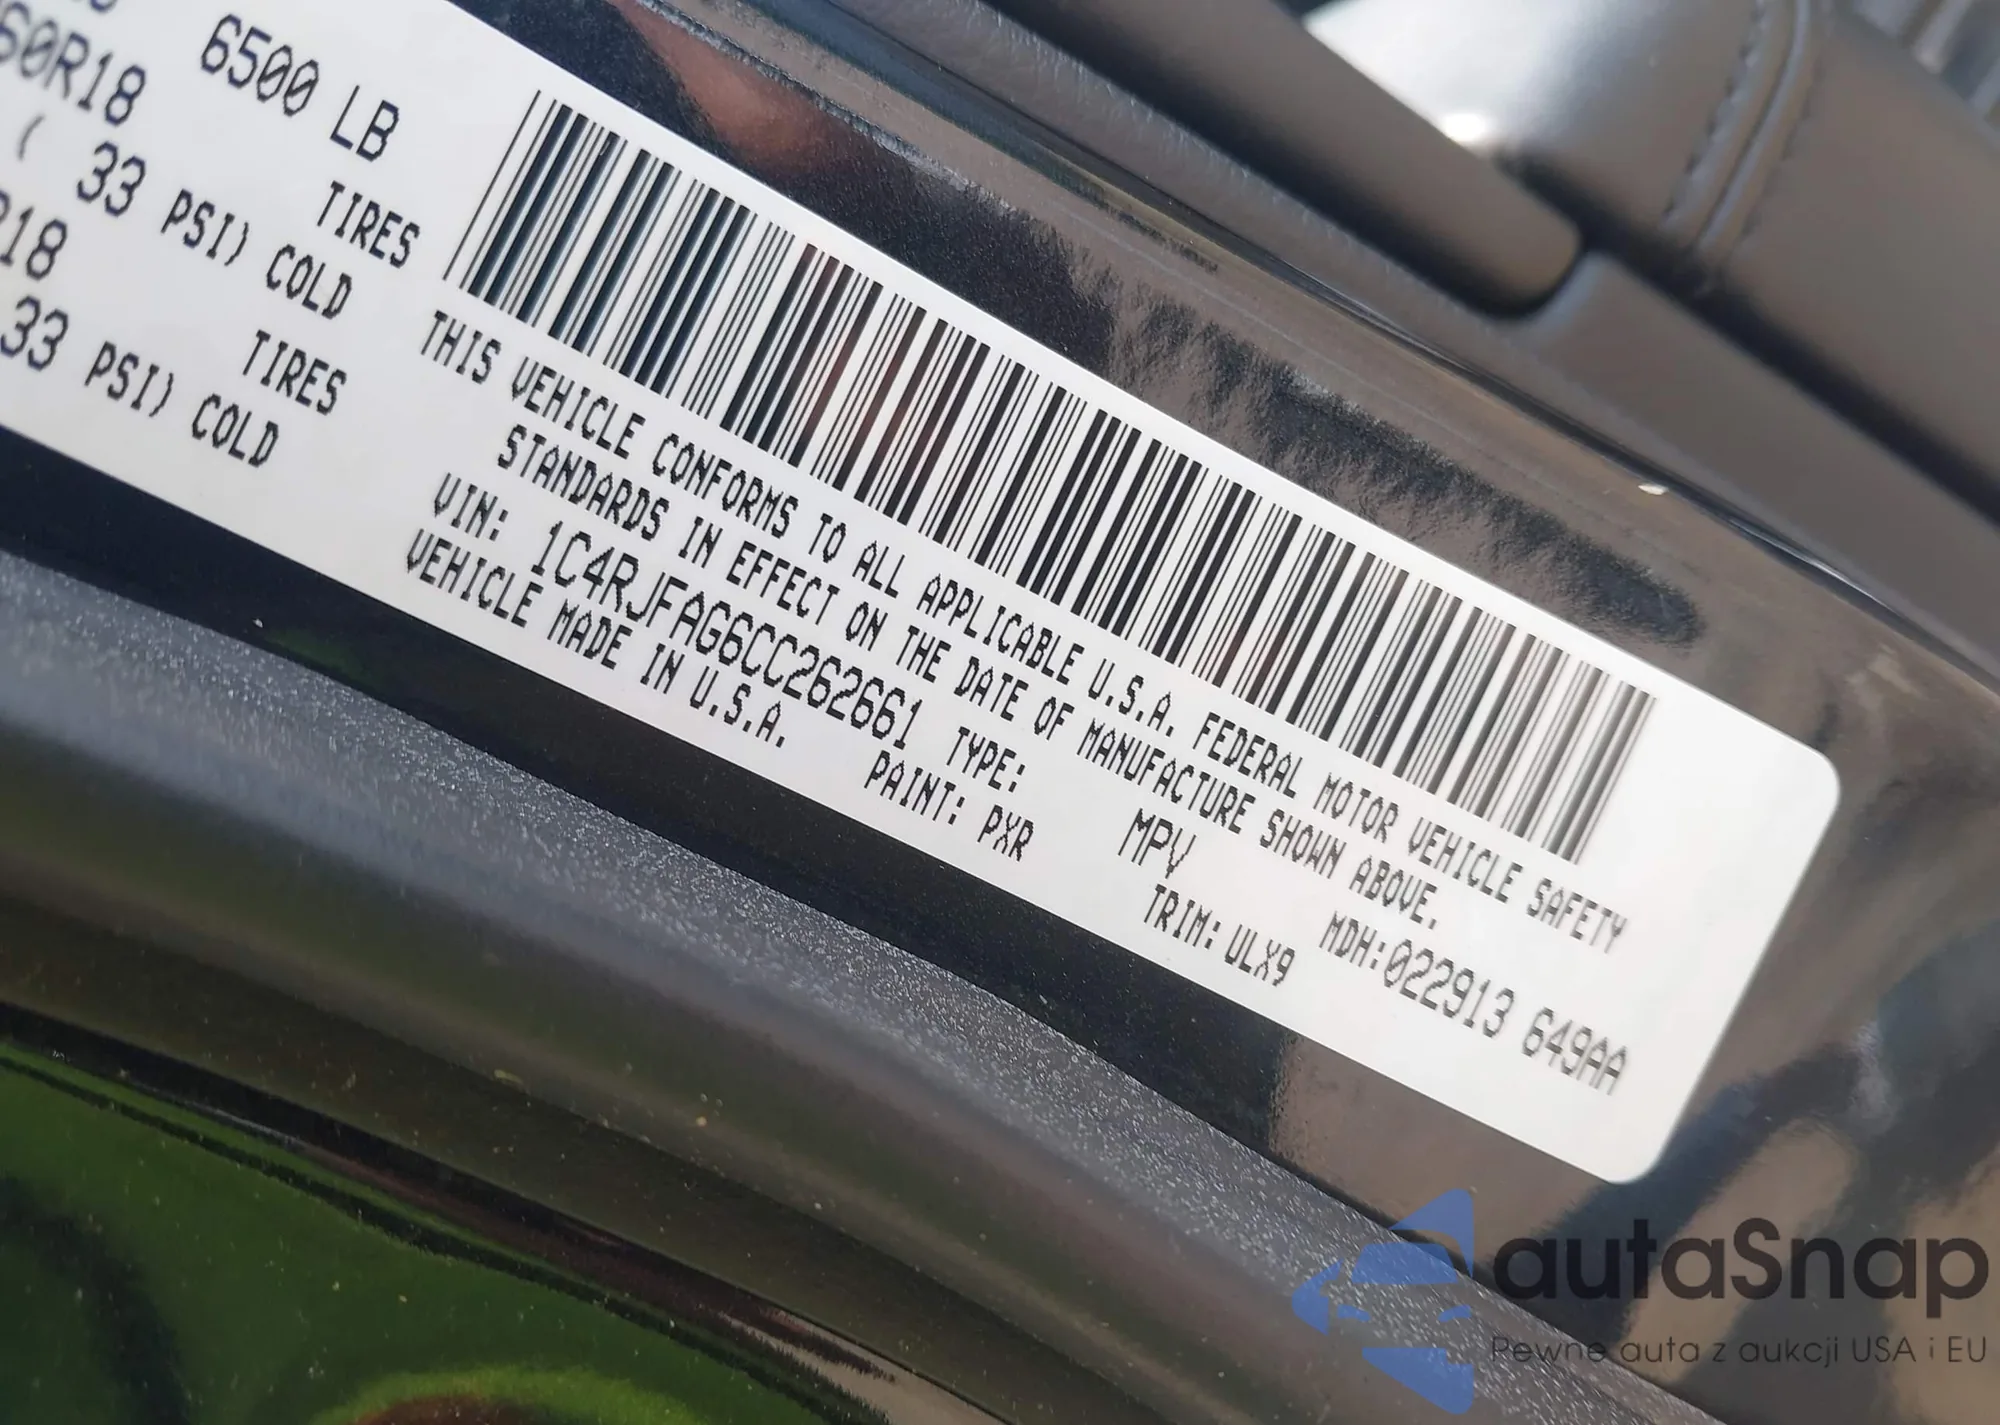 6500 LB
60R18 TIRES
( 33 PSI) COLD
R18 TIRES
33 PSI) COLD
THIS VEHICLE CONFORMS TO ALL APPLICABLE U.S.A. FEDERAL MOTOR VEHICLE SAFETY
STANDARDS IN EFFECT ON THE DATE OF MANUFACTURE SHOWN ABOVE.
VIN: 1C4RJFAG6CC262661 TYPE: MPV MDH:022913 649AA
VEHICLE MADE IN U.S.A. PAINT: PXR TRIM: ULX9
autaSnap
Pewne auta z aukcji USA i EU